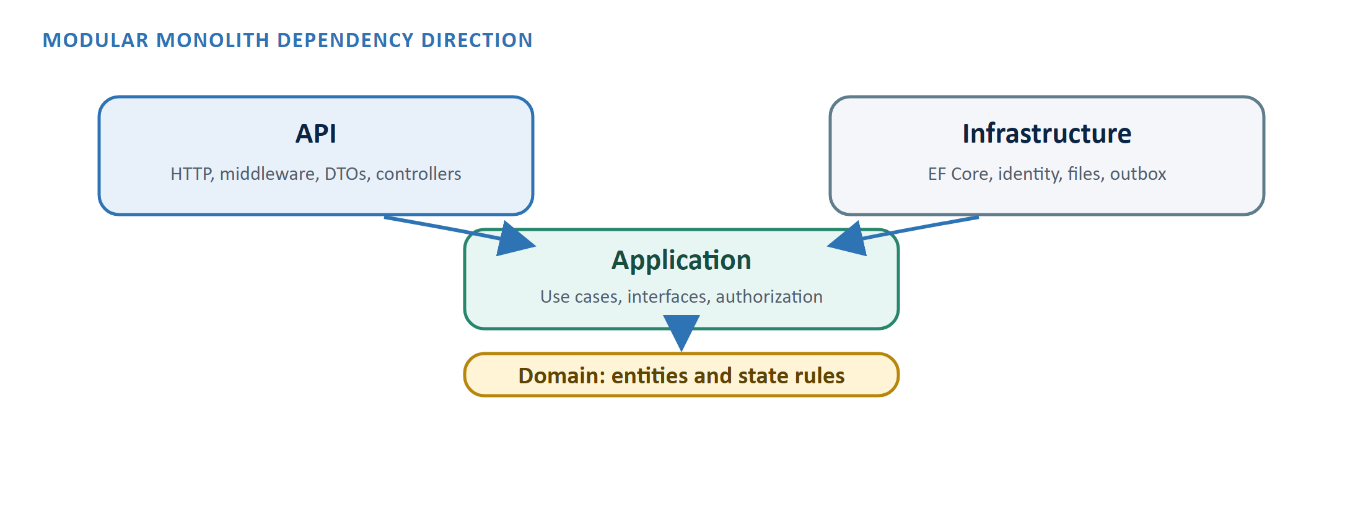 MODULAR MONOLITH DEPENDENCY DIRECTION
API
HTTP, middleware, DTOs, controllers
Infrastructure
EF Core, identity, files, outbox
Application
Use cases, interfaces, authorization
Domain: entities and state rules